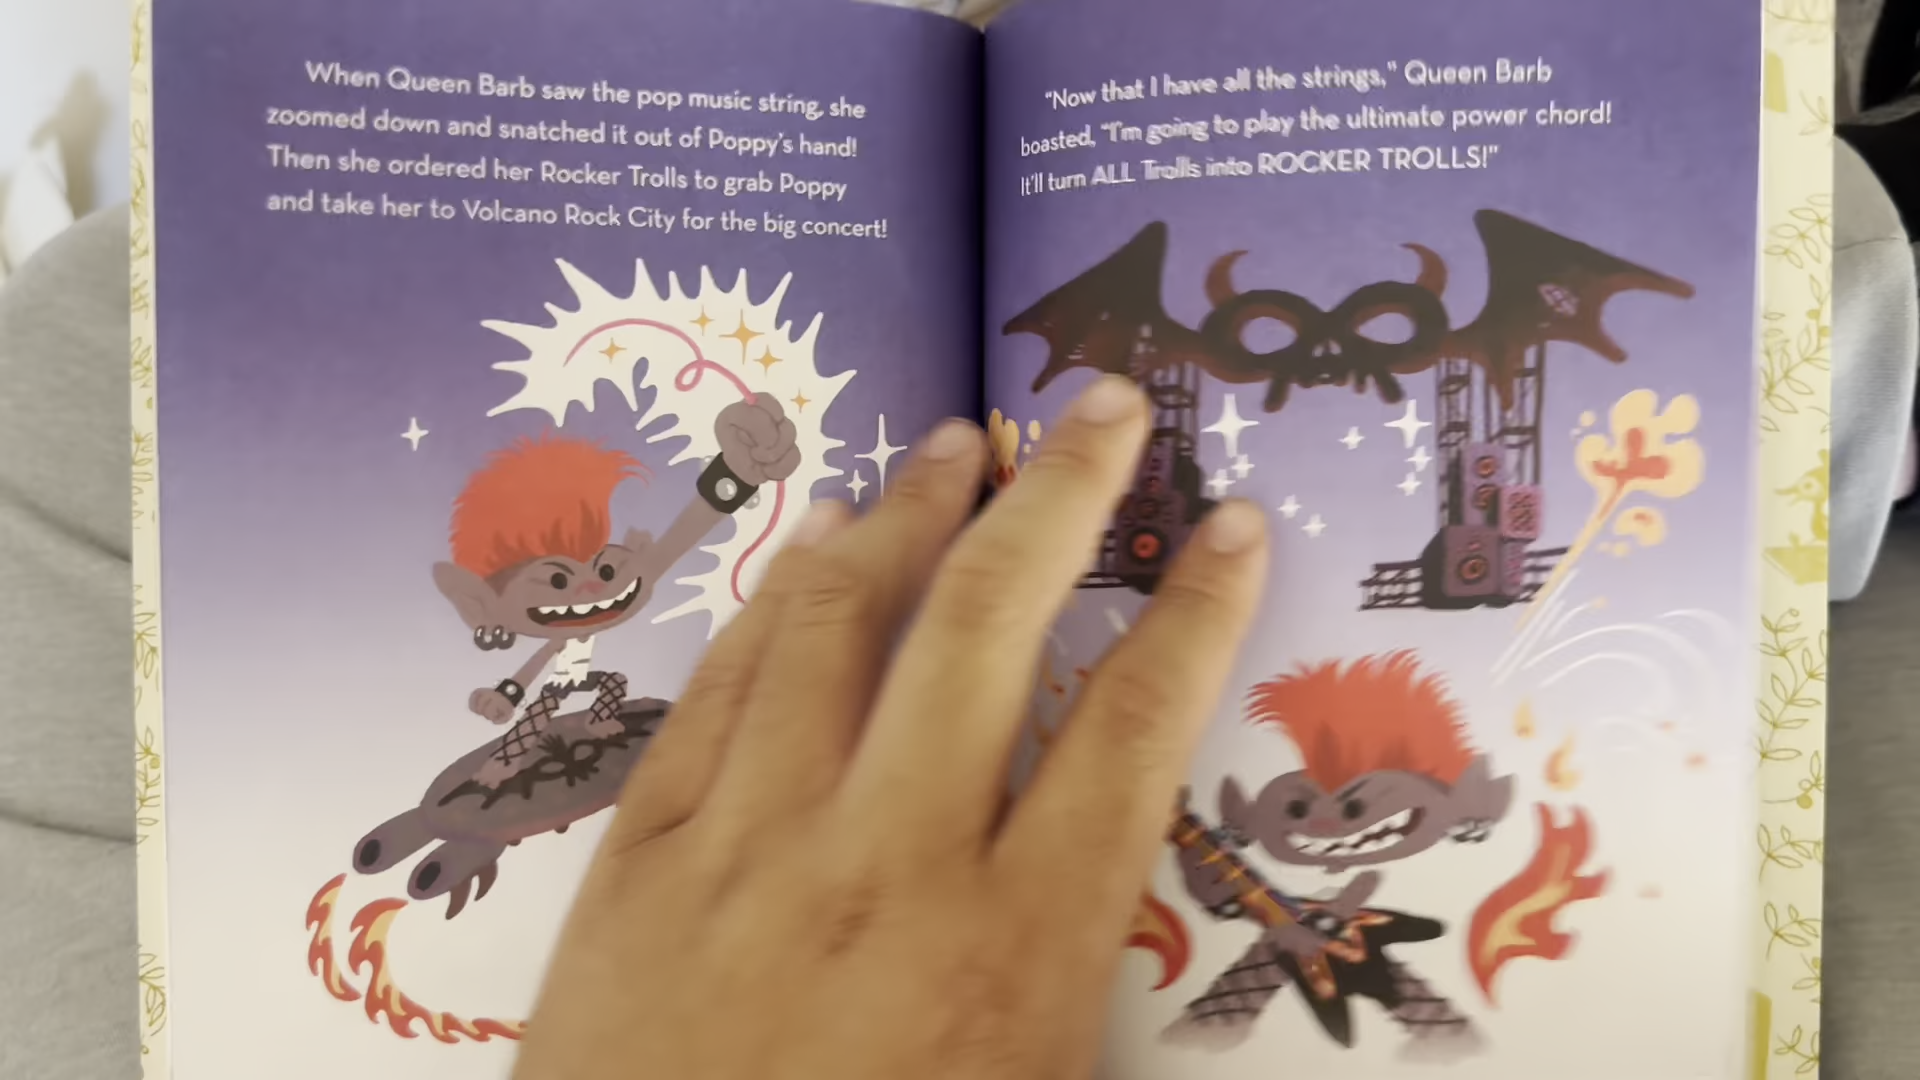 When Queen Barb saw the pop music string, she
zoomed down and snatched it out of Poppy's hand!
Then she ordered her Rocker Trolls to grab Poppy
and take her to Volcano Rock City for the big concert!
"Now that I have all the strings," Queen Barb
boasted, "I'm going to play the ultimate power chord!
It'll turn ALL Trolls into ROCKER TROLLS!"